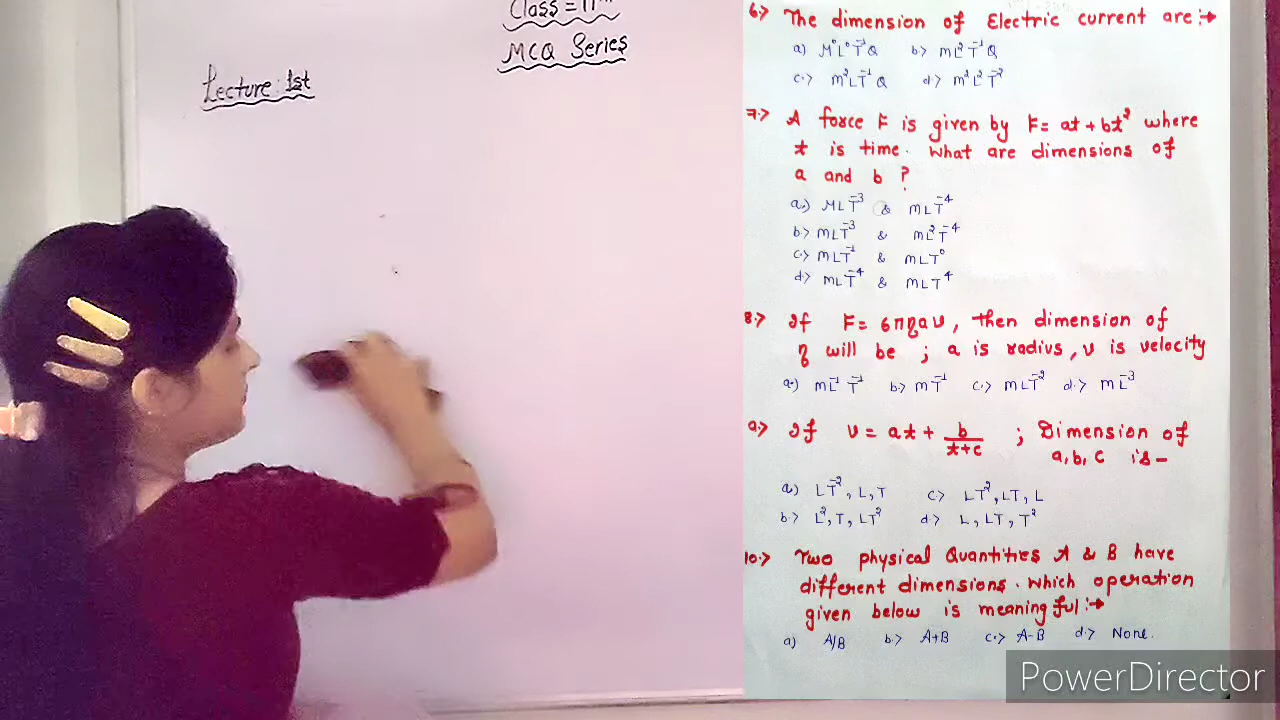 Class = 11th
MCQ Series
Lecture: 1st
6.> The dimension of Electric current are:→
a) M⁰L⁰T⁻¹Q b> mL²T⁻¹Q
c.> m²LT⁻¹Q d> m²L²T⁻²
7.> A force F is given by F= at + bt² where
t is time. What are dimensions of
a and b ?
a.) MLT⁻³ & mLT⁻⁴
b.> mLT⁻³ & mL²T⁻⁴
c> mLT⁻¹ & mLT⁰
d> mLT⁻⁴ & mLT⁴
8.> If F= 6πηav, then dimension of
η will be ; a is radius, v is velocity
a.) mL⁻¹T⁻¹ b.> mT⁻¹ c.> mLT⁻² d.> mL⁻³
9.> If v= at + b/t+c ; Dimension of
a, b, c is-
a) LT⁻², L, T c> LT², LT, L
b.> L², T, LT² d.> L, LT, T²
10.> Two physical Quantities A & B have
different dimensions. Which operation
given below is meaningful:→
a) A/B b.> A+B c.> A-B d.> None.
PowerDirector